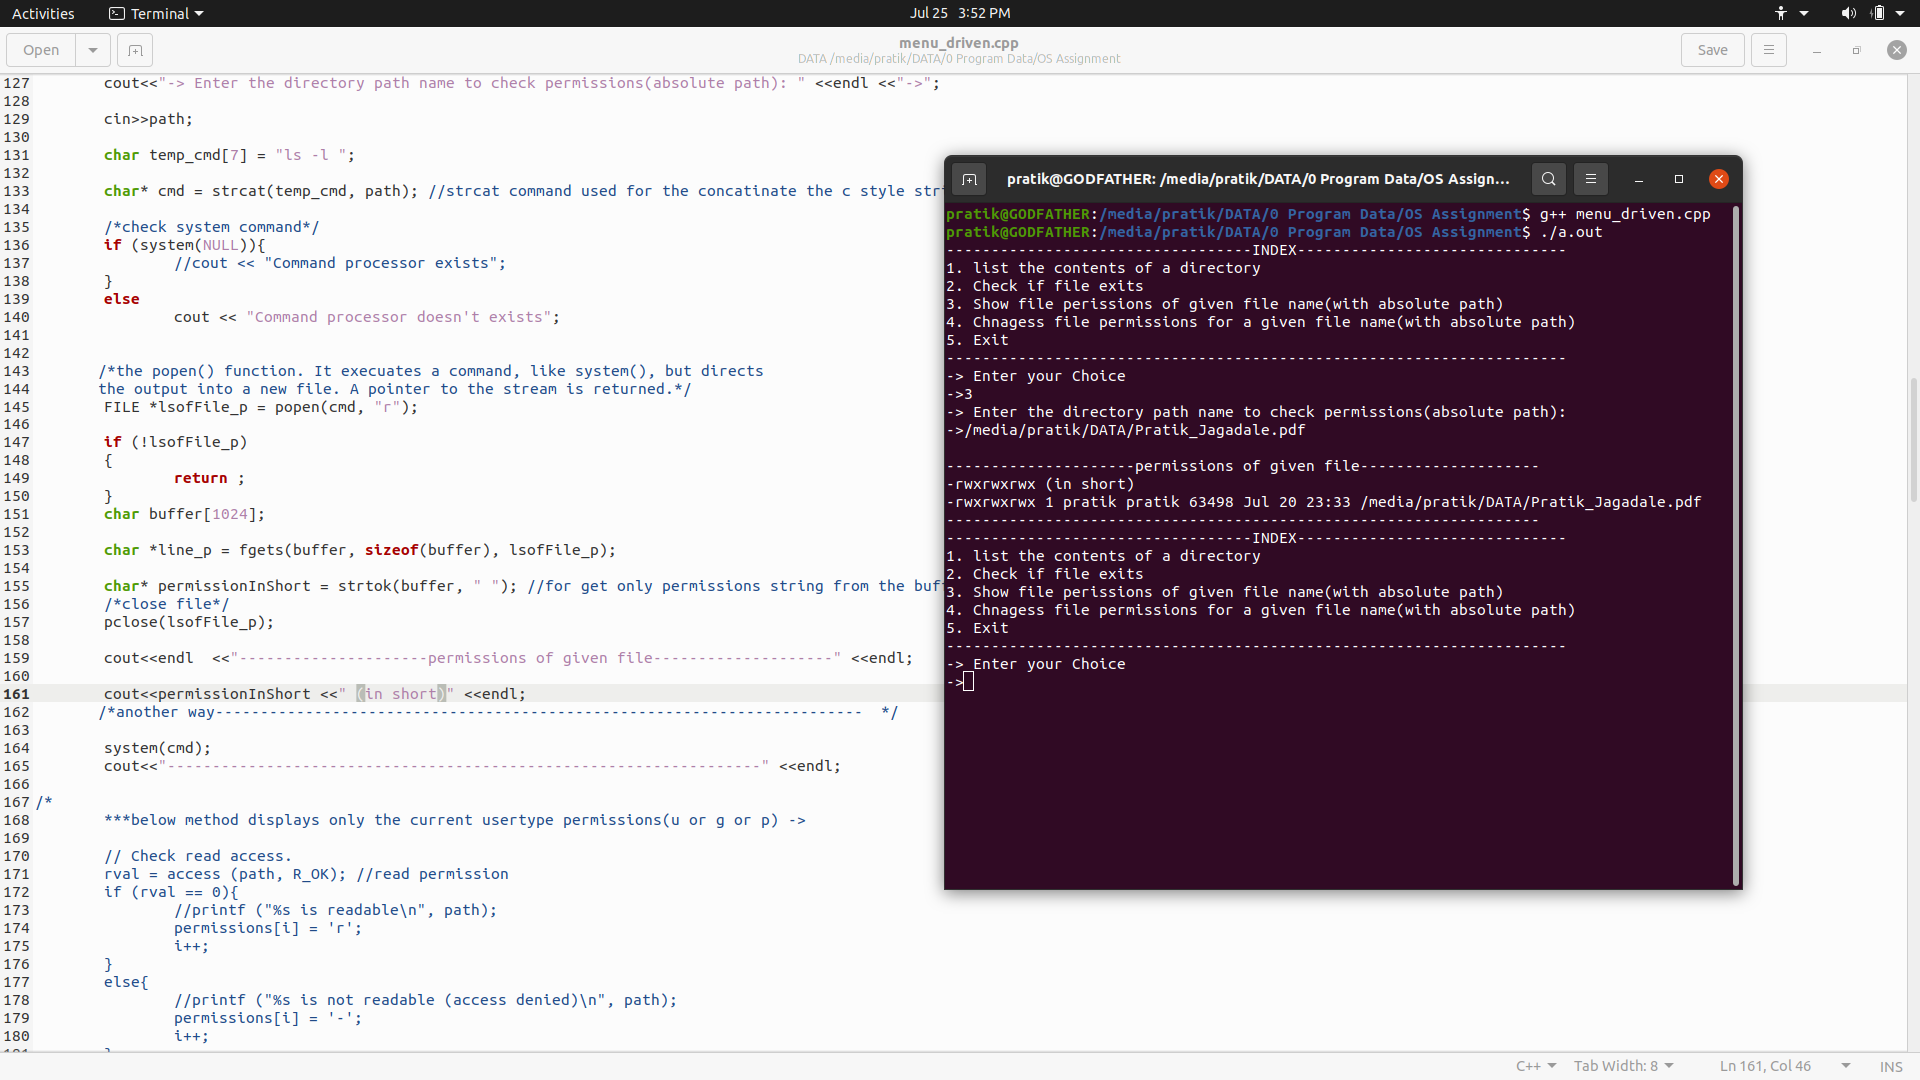 Activities Terminal Jul 25 3:52 PM
Open menu_driven.cpp Save
DATA /media/pratik/DATA/0 Program Data/OS Assignment
127 cout<<"-> Enter the directory path name to check permissions(absolute path): " <<endl <<"->";
128
129 cin>>path;
130
131 char temp_cmd[7] = "ls -l ";
132
133 char* cmd = strcat(temp_cmd, path); //strcat command used for the concatinate the c style stri
134
135 /*check system command*/
136 if (system(NULL)){
137 //cout << "Command processor exists";
138 }
139 else
140 cout << "Command processor doesn't exists";
141
142
143 /*the popen() function. It execuates a command, like system(), but directs
144 the output into a new file. A pointer to the stream is returned.*/
145 FILE *lsofFile_p = popen(cmd, "r");
146
147 if (!lsofFile_p)
148 {
149 return ;
150 }
151 char buffer[1024];
152
153 char *line_p = fgets(buffer, sizeof(buffer), lsofFile_p);
154
155 char* permissionInShort = strtok(buffer, " "); //for get only permissions string from the buf
156 /*close file*/
157 pclose(lsofFile_p);
158
159 cout<<endl <<"---------------------permissions of given file--------------------" <<endl;
160
161 cout<<permissionInShort <<" (in short)" <<endl;
162 /*another way------------------------------------------------------------------------ */
163
164 system(cmd);
165 cout<<"------------------------------------------------------------------" <<endl;
166
167 /*
168 ***below method displays only the current usertype permissions(u or g or p) ->
169
170 // Check read access.
171 rval = access (path, R_OK); //read permission
172 if (rval == 0){
173 //printf ("%s is readable\n", path);
174 permissions[i] = 'r';
175 i++;
176 }
177 else{
178 //printf ("%s is not readable (access denied)\n", path);
179 permissions[i] = '-';
180 i++;
pratik@GODFATHER: /media/pratik/DATA/0 Program Data/OS Assign...
pratik@GODFATHER:/media/pratik/DATA/0 Program Data/OS Assignment$ g++ menu_driven.cpp
pratik@GODFATHER:/media/pratik/DATA/0 Program Data/OS Assignment$ ./a.out
----------------------------------INDEX------------------------------
1. list the contents of a directory
2. Check if file exits
3. Show file perissions of given file name(with absolute path)
4. Chnagess file permissions for a given file name(with absolute path)
5. Exit
---------------------------------------------------------------------
-> Enter your Choice
->3
-> Enter the directory path name to check permissions(absolute path):
->/media/pratik/DATA/Pratik_Jagadale.pdf
---------------------permissions of given file--------------------
-rwxrwxrwx (in short)
-rwxrwxrwx 1 pratik pratik 63498 Jul 20 23:33 /media/pratik/DATA/Pratik_Jagadale.pdf
------------------------------------------------------------------
----------------------------------INDEX------------------------------
1. list the contents of a directory
2. Check if file exits
3. Show file perissions of given file name(with absolute path)
4. Chnagess file permissions for a given file name(with absolute path)
5. Exit
---------------------------------------------------------------------
-> Enter your Choice
->
C++ Tab Width: 8 Ln 161, Col 46 INS